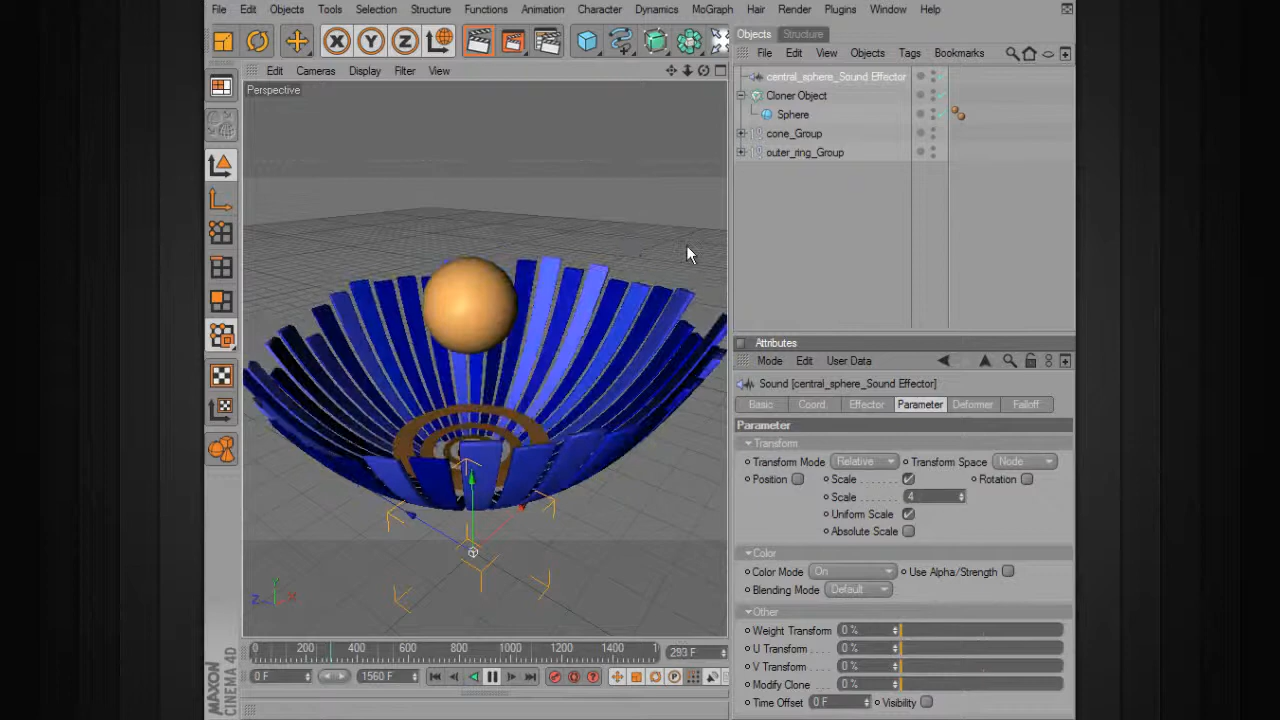 File Edit Objects Tools Selection Structure Functions Animation Character Dynamics MoGraph Hair Render Plugins Window Help
X Y Z
Objects Structure
File Edit View Objects Tags Bookmarks
Edit Cameras Display Filter View
Perspective
central_sphere_Sound Effector
Cloner Object
Sphere
cone_Group
outer_ring_Group
Attributes
Mode Edit User Data
Sound [central_sphere_Sound Effector]
Basic Coord. Effector Parameter Deformer Falloff
Parameter
Transform
Transform Mode Relative Transform Space Node
Position Scale Rotation
Scale 4
Uniform Scale
Absolute Scale
Color
Color Mode On Use Alpha/Strength
Blending Mode Default
Other
Weight Transform 0 %
U Transform 0 %
V Transform 0 %
Modify Clone 0 %
Time Offset 0 F Visibility
Y
Z X
0 200 400 600 800 1000 1200 1400 1 293 F
0 F 1560 F
MAXON
CINEMA 4D